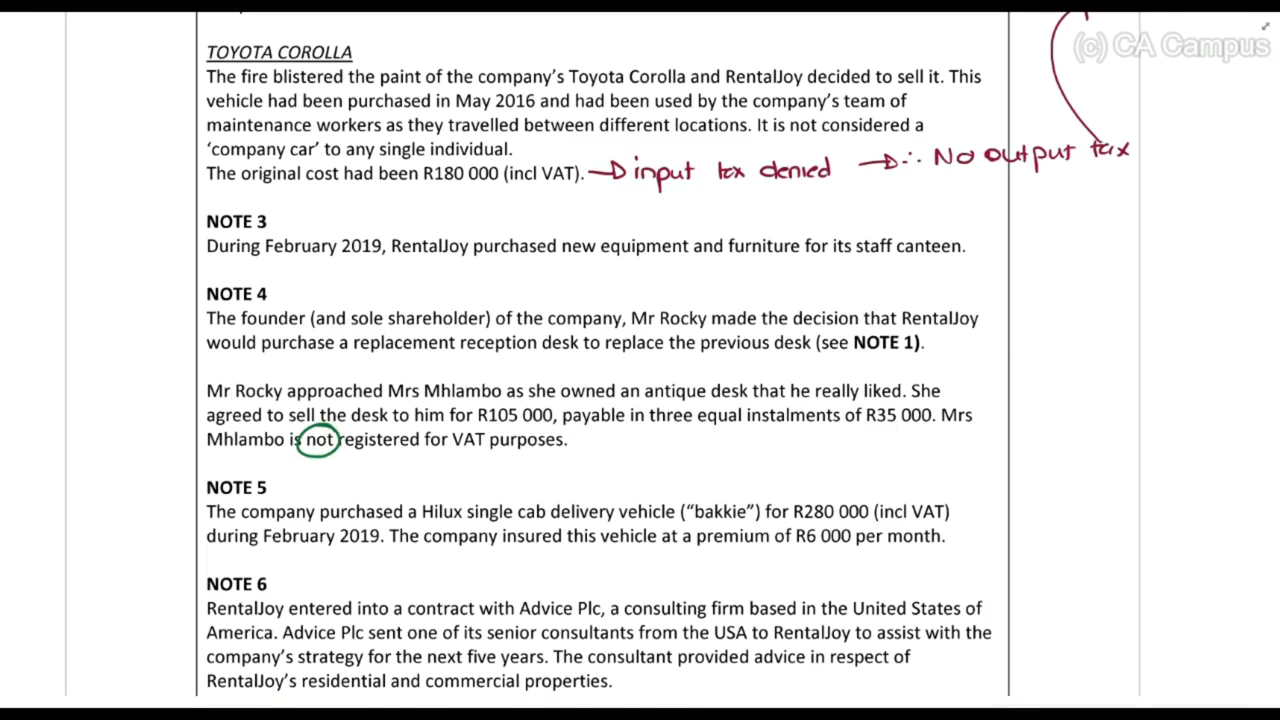 (c) CA Campus
TOYOTA COROLLA
The fire blistered the paint of the company's Toyota Corolla and RentalJoy decided to sell it. This
vehicle had been purchased in May 2016 and had been used by the company's team of
maintenance workers as they travelled between different locations. It is not considered a
'company car' to any single individual.
The original cost had been R180 000 (incl VAT). → input tax denied → ∴ No output tax
NOTE 3
During February 2019, RentalJoy purchased new equipment and furniture for its staff canteen.
NOTE 4
The founder (and sole shareholder) of the company, Mr Rocky made the decision that RentalJoy
would purchase a replacement reception desk to replace the previous desk (see NOTE 1).
Mr Rocky approached Mrs Mhlambo as she owned an antique desk that he really liked. She
agreed to sell the desk to him for R105 000, payable in three equal instalments of R35 000. Mrs
Mhlambo is not registered for VAT purposes.
NOTE 5
The company purchased a Hilux single cab delivery vehicle ("bakkie") for R280 000 (incl VAT)
during February 2019. The company insured this vehicle at a premium of R6 000 per month.
NOTE 6
RentalJoy entered into a contract with Advice Plc, a consulting firm based in the United States of
America. Advice Plc sent one of its senior consultants from the USA to RentalJoy to assist with the
company's strategy for the next five years. The consultant provided advice in respect of
RentalJoy's residential and commercial properties.